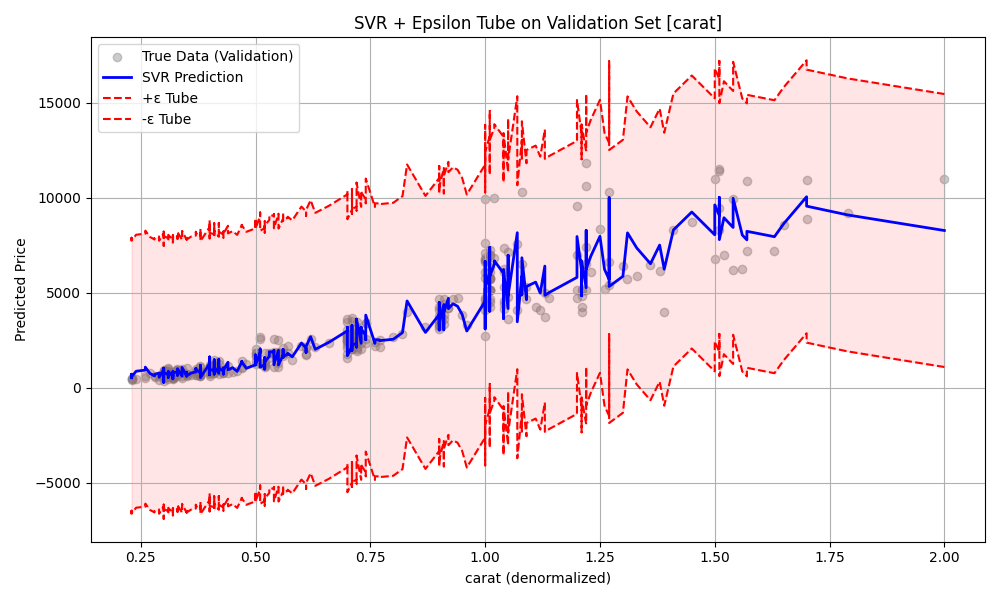 SVR + Epsilon Tube on Validation Set [carat]
True Data (Validation)
SVR Prediction
+ε Tube
-ε Tube
15000
10000
5000
0
−5000
Predicted Price
0.25
0.50
0.75
1.00
1.25
1.50
1.75
2.00
carat (denormalized)